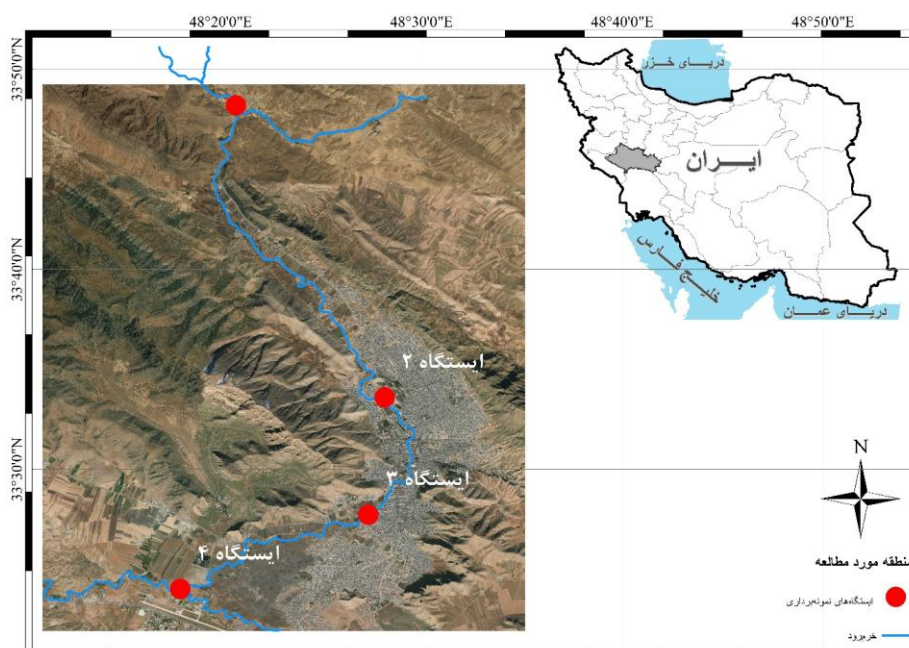 48°20'0"E 48°30'0"E 48°40'0"E 48°50'0"E
33°50'0"N
33°40'0"N
33°30'0"N
دریای خزر
ایـــران
خلیج فارس
دریای عمان
ایستگاه ۲
ایستگاه ۳
ایستگاه ۴
N
منطقه مورد مطالعه
ایستگاه‌های نمونه‌برداری
خرم‌رود